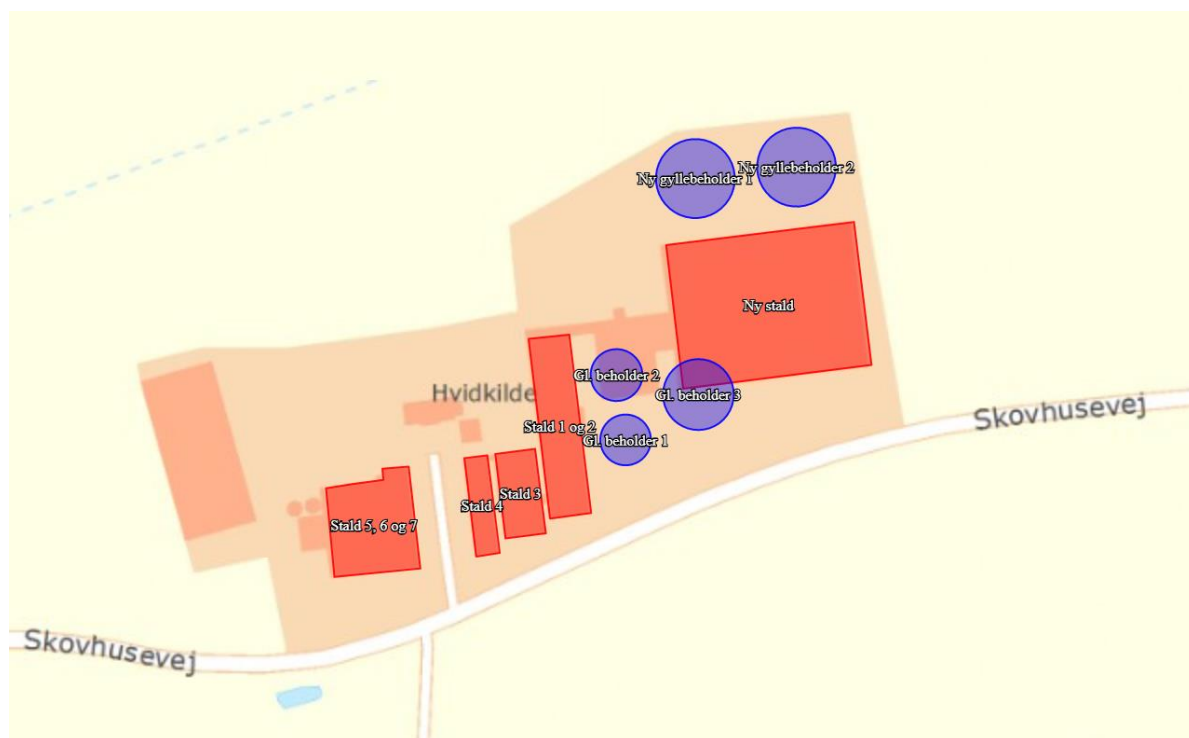 Ny gyllebeholder 1
Ny gyllebeholder 2
Ny stald
Gl. beholder 2
Hvidkilde
Gl. beholder 3
Skovhusevej
Stald 1 og 2
Gl. beholder 1
Stald 3
Stald 4
Stald 5, 6 og 7
Skovhusevej